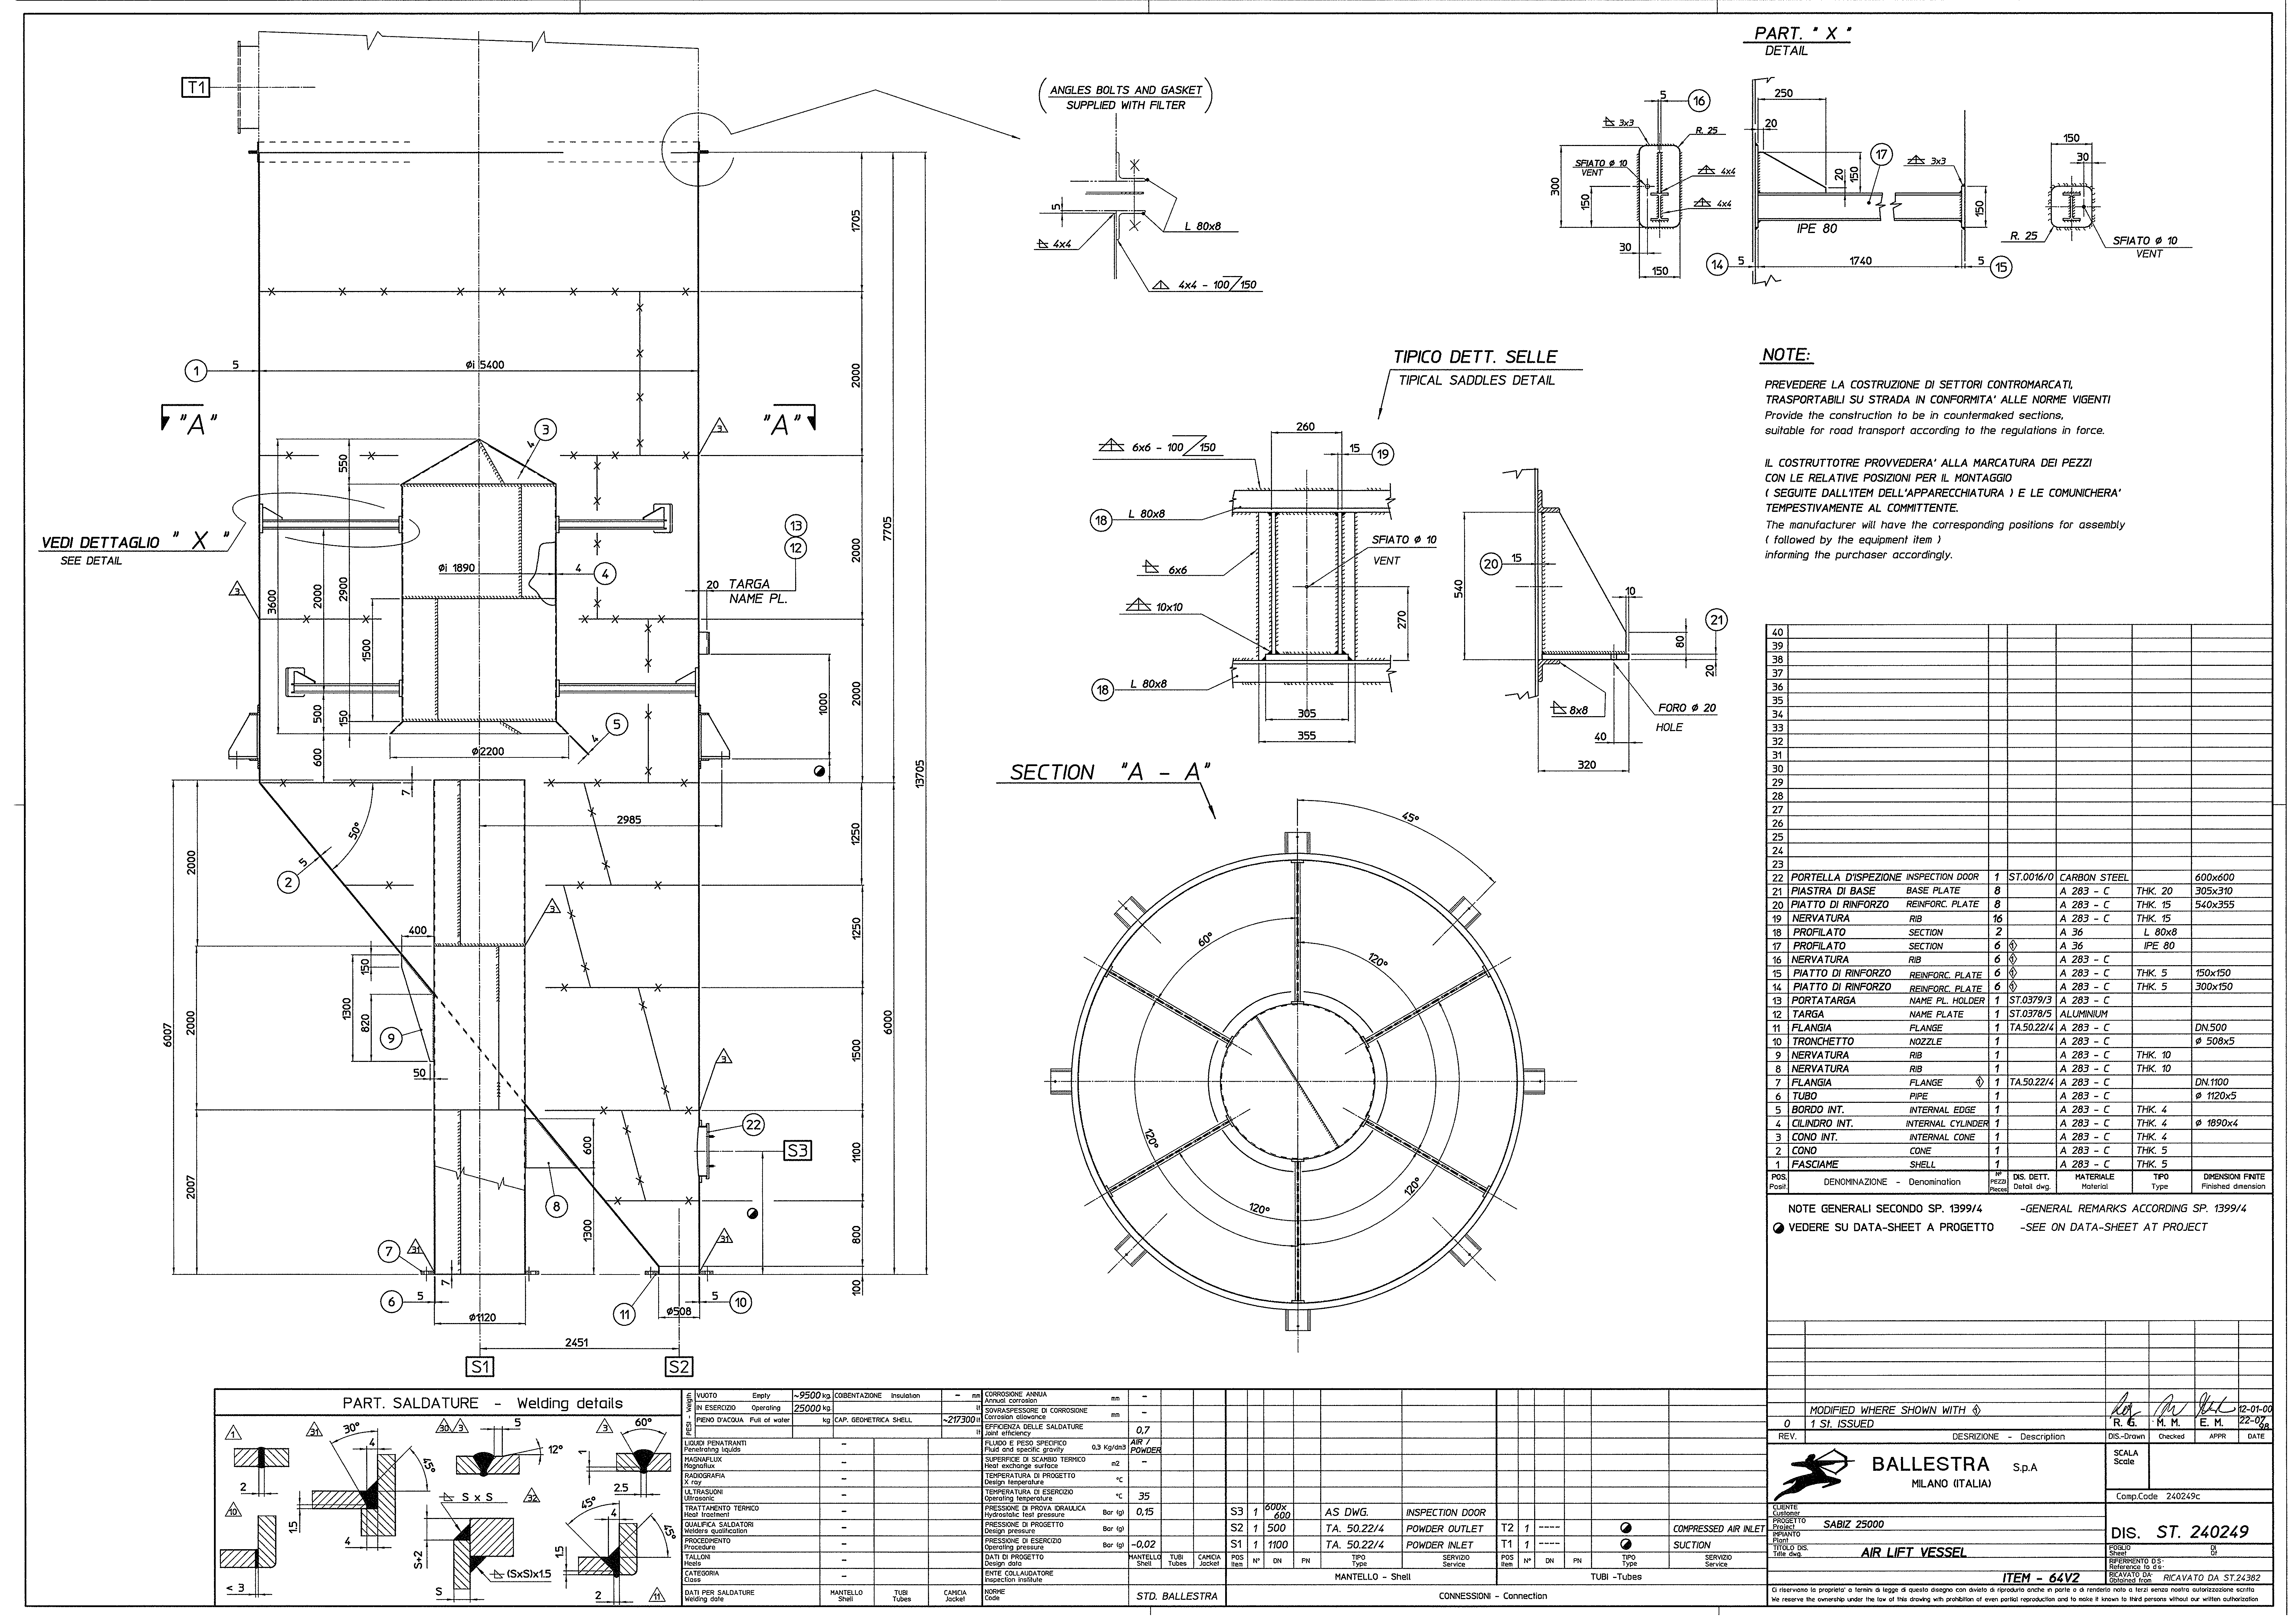 T1
(ANGLES BOLTS AND GASKET
SUPPLIED WITH FILTER)
5
4x4
L 80x8
4x4 - 100/150
PART. " X "
DETAIL
5
16
3x3
R. 25
SFIATO ø 10
VENT
4x4
4x4
300
150
30
150
250
20
17
20
150
3x3
IPE 80
150
14
5
1740
5
15
150
30
R. 25
SFIATO ø 10
VENT
1
5
øi 5400
"A"
"A"
3
3
4
VEDI DETTAGLIO " X "
SEE DETAIL
øi 1890
4
4
13
12
20 TARGA
NAME PL.
3
550
3600
2000
2900
1500
500
150
600
5
4
ø2200
1000
1705
2000
2000
2000
7705
13705
7
50°
5
2
2985
2000
2000
2007
6007
400
150
1300
820
9
50
3
3
22
S3
600
1300
8
1250
1250
1500
1100
800
100
6000
7
31
31
6
5
7
ø1120
11
ø508
5
10
2451
S1
S2
TIPICO DETT. SELLE
TIPICAL SADDLES DETAIL
6x6 - 100/150
260
15
19
18
L 80x8
SFIATO ø 10
VENT
6x6
10x10
270
18
L 80x8
305
355
20
15
540
10
21
80
20
8x8
FORO ø 20
HOLE
40
320
SECTION "A - A"
45°
60°
120°
120°
120°
120°
NOTE:
PREVEDERE LA COSTRUZIONE DI SETTORI CONTROMARCATI,
TRASPORTABILI SU STRADA IN CONFORMITA' ALLE NORME VIGENTI
Provide the construction to be in countermaked sections,
suitable for road transport according to the regulations in force.
IL COSTRUTTOTRE PROVVEDERA' ALLA MARCATURA DEI PEZZI
CON LE RELATIVE POSIZIONI PER IL MONTAGGIO
( SEGUITE DALL'ITEM DELL'APPARECCHIATURA ) E LE COMUNICHERA'
TEMPESTIVAMENTE AL COMMITTENTE.
The manufacturer will have the corresponding positions for assembly
( followed by the equipment item )
informing the purchaser accordingly.
40
39
38
37
36
35
34
33
32
31
30
29
28
27
26
25
24
23
22 PORTELLA D'ISPEZIONE INSPECTION DOOR 1 ST.0016/0 CARBON STEEL 600x600
21 PIASTRA DI BASE BASE PLATE 8 A 283 - C THK. 20 305x310
20 PIATTO DI RINFORZO REINFORC. PLATE 8 A 283 - C THK. 15 540x355
19 NERVATURA RIB 16 A 283 - C THK. 15
18 PROFILATO SECTION 2 A 36 L 80x8
17 PROFILATO SECTION 6 1 A 36 IPE 80
16 NERVATURA RIB 6 1 A 283 - C
15 PIATTO DI RINFORZO REINFORC. PLATE 6 1 A 283 - C THK. 5 150x150
14 PIATTO DI RINFORZO REINFORC. PLATE 6 1 A 283 - C THK. 5 300x150
13 PORTATARGA NAME PL. HOLDER 1 ST.0379/3 A 283 - C
12 TARGA NAME PLATE 1 ST.0378/5 ALUMINIUM
11 FLANGIA FLANGE 1 TA.50.22/4 A 283 - C DN.500
10 TRONCHETTO NOZZLE 1 A 283 - C ø 508x5
9 NERVATURA RIB 1 A 283 - C THK. 10
8 NERVATURA RIB 1 A 283 - C THK. 10
7 FLANGIA FLANGE 1 1 TA.50.22/4 A 283 - C DN.1100
6 TUBO PIPE 1 A 283 - C ø 1120x5
5 BORDO INT. INTERNAL EDGE 1 A 283 - C THK. 4
4 CILINDRO INT. INTERNAL CYLINDER 1 A 283 - C THK. 4 ø 1890x4
3 CONO INT. INTERNAL CONE 1 A 283 - C THK. 4
2 CONO CONE 1 A 283 - C THK. 5
1 FASCIAME SHELL 1 A 283 - C THK. 5
POS. DENOMINAZIONE - Denomination N° PEZZI DIS. DETT. MATERIALE TIPO DIMENSIONI FINITE
Posit. Pieces Detail dwg. Material Type Finished dimension
NOTE GENERALI SECONDO SP. 1399/4 -GENERAL REMARKS ACCORDING SP. 1399/4
VEDERE SU DATA-SHEET A PROGETTO -SEE ON DATA-SHEET AT PROJECT
MODIFIED WHERE SHOWN WITH 1 12-01-00
0 1 St. ISSUED R. G. M. M. E. M. 22-07-98
REV. DESRIZIONE - Description DIS.-Drawn Checked APPR DATE
BALLESTRA S.p.A
MILANO (ITALIA)
SCALA
Scale
Comp.Code 240249c
CLIENTE
Customer
PROGETTO
Project
SABIZ 25000
IMPIANTO
Plant
DIS. ST. 240249
TITOLO DIS.
Title dwg.
AIR LIFT VESSEL
FOGLIO DI
Sheet Of
RIFERIMENTO DIS-
Reference to dis-
ITEM - 64V2
RICAVATO DA-
Obtained from
RICAVATO DA ST.24382
Ci riservano la proprieta' a termini di legge di questo disegno con divieto di riprodurlo anche in parte o di renderlo noto a terzi senza nostra autorizzazione scritta
We reserve the ownership under the law of this drawing with prohibition of even partial reproduction and to make it known to third persons without our written authorization
PART. SALDATURE - Welding details
1
2
10
< 3
31
30°
4
45°
1.5
4
30/3
5
12°
S x S
32
S+2
S
(SxS)x1.5
3
60°
1
2.5
45°
4
45°
1.5
2
11
PESI - Weigth
VUOTO Empty ~9500 kg. COIBENTAZIONE Insulation - mm
IN ESERCIZIO Operating 25000 kg. lt
PIENO D'ACQUA Full of water kg CAP. GEOMETRICA SHELL ~217300 lt
lt
LIQUIDI PENATRANTI -
Penetrating liquids
MAGNAFLUX -
Magnaflux
RADIOGRAFIA -
X ray
ULTRASUONI -
Ultrasonic
TRATTAMENTO TERMICO -
Heat traetment
QUALIFICA SALDATORI -
Welders qualification
PROCEDIMENTO -
Procedure
TALLONI -
Heels
CATEGORIA -
Class
DATI PER SALDATURE MANTELLO TUBI CAMICIA
Welding date Shell Tubes Jacket
CORROSIONE ANNUA mm -
Annual corrosion
SOVRASPESSORE DI CORROSIONE mm -
Corrosion allowance
EFFICIENZA DELLE SALDATURE 0,7
Joint efficiency
FLUIDO E PESO SPECIFICO 0.3 Kg/dm3 AIR / POWDER
Fluid and specific gravity
SUPERFICIE DI SCAMBIO TERMICO m2 -
Heat exchange surface
TEMPERATURA DI PROGETTO °C
Design temperature
TEMPERATURA DI ESERCIZIO °C 35
Operating temperature
PRESSIONE DI PROVA IDRAULICA Bar (g) 0,15
Hydrostatic test pressure
PRESSIONE DI PROGETTO Bar (g)
Design pressure
PRESSIONE DI ESERCIZIO Bar (g) -0,02
Operating pressure
DATI DI PROGETTO MANTELLO TUBI CAMICIA
Design data Shell Tubes Jacket
ENTE COLLAUDATORE
Inspection institute
NORME STD. BALLESTRA
Code
S3 1 600x600 AS DWG. INSPECTION DOOR
S2 1 500 TA. 50.22/4 POWDER OUTLET T2 1 ---- COMPRESSED AIR INLET
S1 1 1100 TA. 50.22/4 POWDER INLET T1 1 ---- SUCTION
POS N° DN PN TIPO SERVIZIO POS N° DN PN TIPO SERVIZIO
Item Type Service Item Type Service
MANTELLO - Shell TUBI -Tubes
CONNESSIONI - Connection